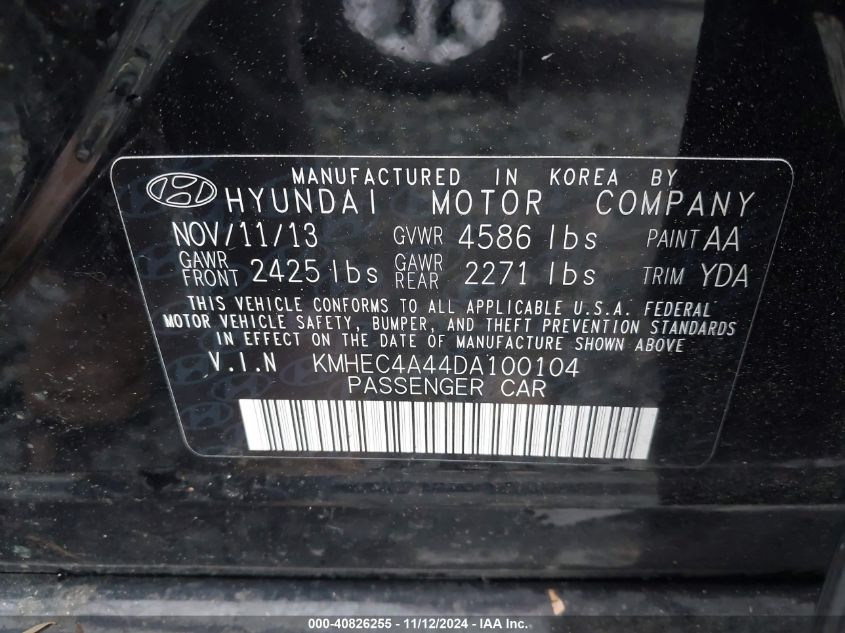 MANUFACTURED IN KOREA BY
HYUNDAI MOTOR COMPANY
NOV/11/13 GVWR 4586 lbs PAINT AA
GAWR FRONT 2425 lbs GAWR REAR 2271 lbs TRIM YDA
THIS VEHICLE CONFORMS TO ALL APPLICABLE U.S.A. FEDERAL
MOTOR VEHICLE SAFETY, BUMPER, AND THEFT PREVENTION STANDARDS
IN EFFECT ON THE DATE OF MANUFACTURE SHOWN ABOVE
V.I.N KMHEC4A44DA100104
PASSENGER CAR
000-40826255 - 11/12/2024 - IAA Inc.